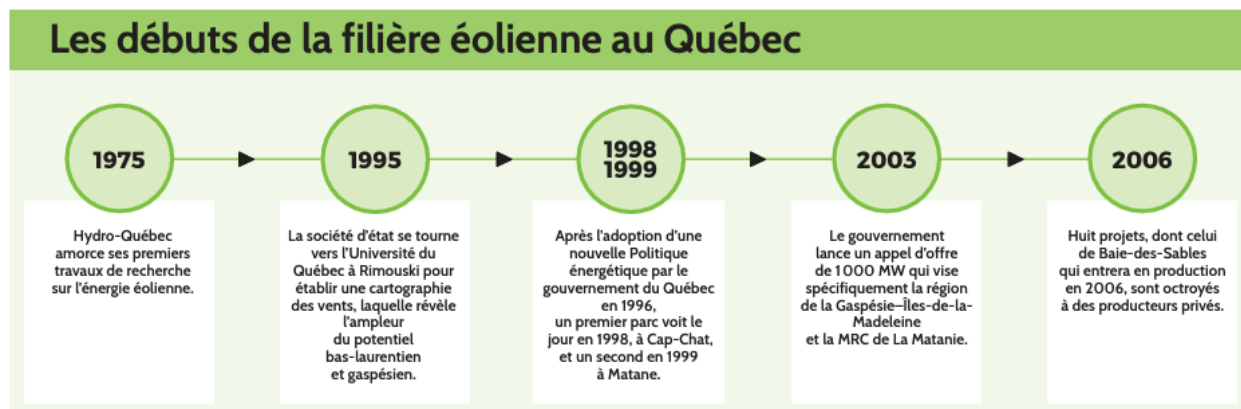 Les débuts de la filière éolienne au Québec
1975
Hydro-Québec
amorce ses premiers
travaux de recherche
sur l'énergie éolienne.
1995
La société d'état se tourne
vers l'Université du
Québec à Rimouski pour
établir une cartographie
des vents, laquelle révèle
l'ampleur
du potentiel
bas-laurentien
et gaspésien.
1998
1999
Après l'adoption d'une
nouvelle Politique
énergétique par le
gouvernement du Québec
en 1996,
un premier parc voit le
jour en 1998, à Cap-Chat,
et un second en 1999
à Matane.
2003
Le gouvernement
lance un appel d'offre
de 1 000 MW qui vise
spécifiquement la région
de la Gaspésie–Îles-de-la-
Madeleine
et la MRC de La Matanie.
2006
Huit projets, dont celui
de Baie-des-Sables
qui entrera en production
en 2006, sont octroyés
à des producteurs privés.